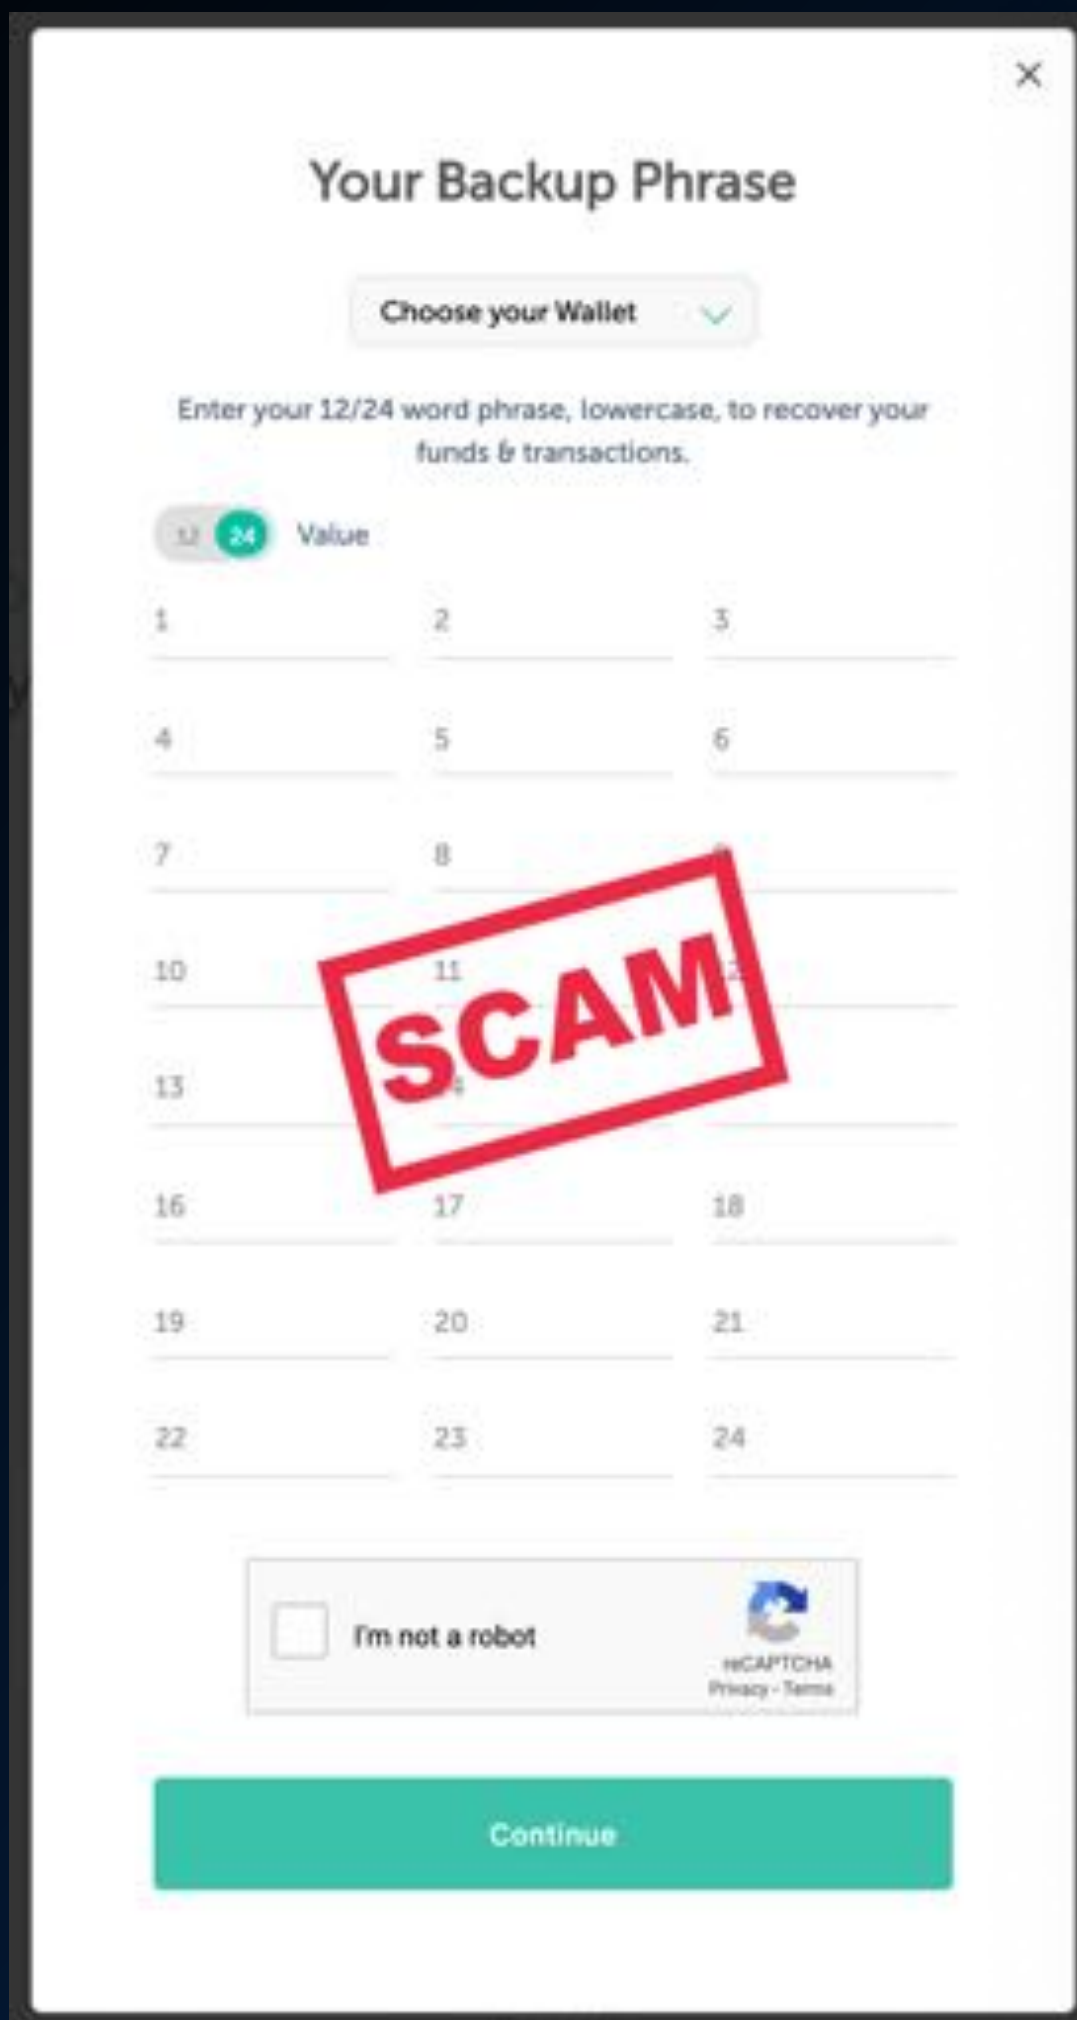 Your Backup Phrase
Choose your Wallet
Enter your 12/24 word phrase, lowercase, to recover your
funds & transactions.
12 24 Value
1 2 3
4 5 6
7 8
10 11
13
SCAM
16 17 18
19 20 21
22 23 24
I'm not a robot
reCAPTCHA
Privacy - Terms
Continue